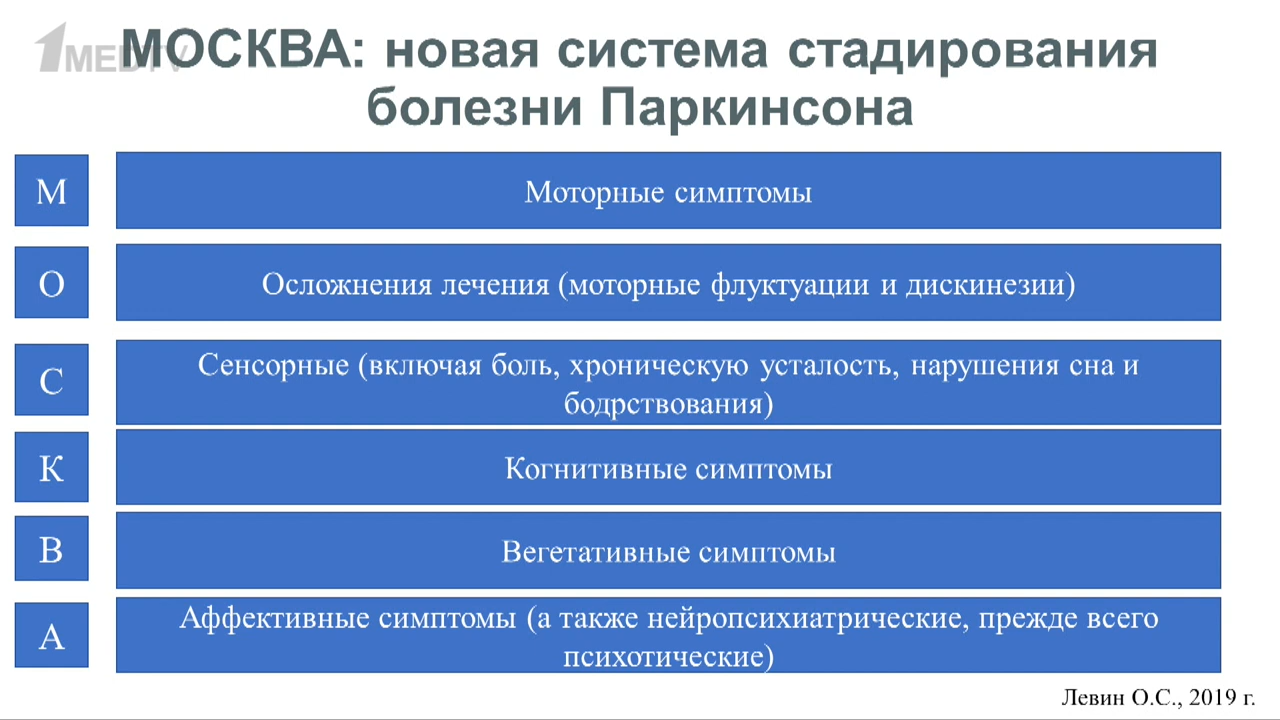 1MEDTV
МОСКВА: новая система стадирования
болезни Паркинсона
М
Моторные симптомы
О
Осложнения лечения (моторные флуктуации и дискинезии)
С
Сенсорные (включая боль, хроническую усталость, нарушения сна и
бодрствования)
К
Когнитивные симптомы
В
Вегетативные симптомы
А
Аффективные симптомы (а также нейропсихиатрические, прежде всего
психотические)
Левин О.С., 2019 г.